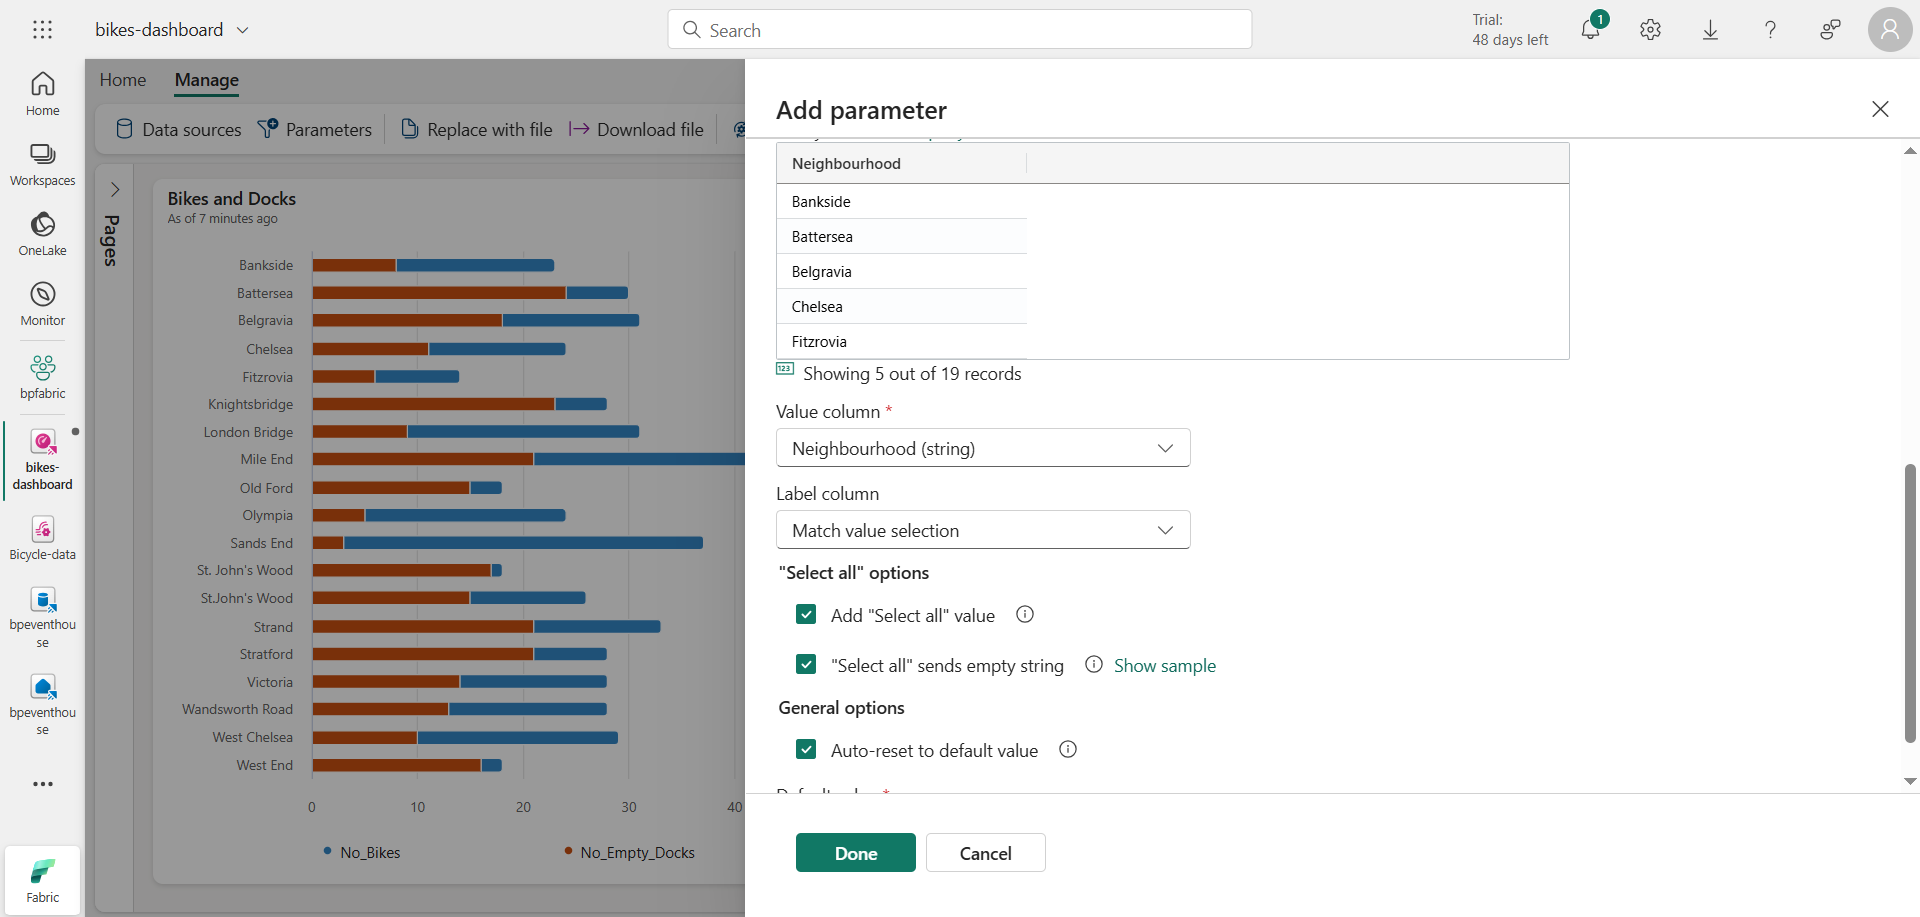 bikes-dashboard
Search
Trial:
48 days left
1
Home
Workspaces
OneLake
Monitor
bpfabric
bikes-
dashboard
Bicycle-data
bpeventhou
se
bpeventhou
se
Fabric
Home
Manage
Data sources
Parameters
Replace with file
Download file
Pages
Bikes and Docks
As of 7 minutes ago
Bankside
Battersea
Belgravia
Chelsea
Fitzrovia
Knightsbridge
London Bridge
Mile End
Old Ford
Olympia
Sands End
St. John's Wood
St.John's Wood
Strand
Stratford
Victoria
Wandsworth Road
West Chelsea
West End
0 10 20 30 40
No_Bikes
No_Empty_Docks
Add parameter
Neighbourhood
Bankside
Battersea
Belgravia
Chelsea
Fitzrovia
123 Showing 5 out of 19 records
Value column *
Neighbourhood (string)
Label column
Match value selection
"Select all" options
Add "Select all" value
"Select all" sends empty string
Show sample
General options
Auto-reset to default value
Done
Cancel